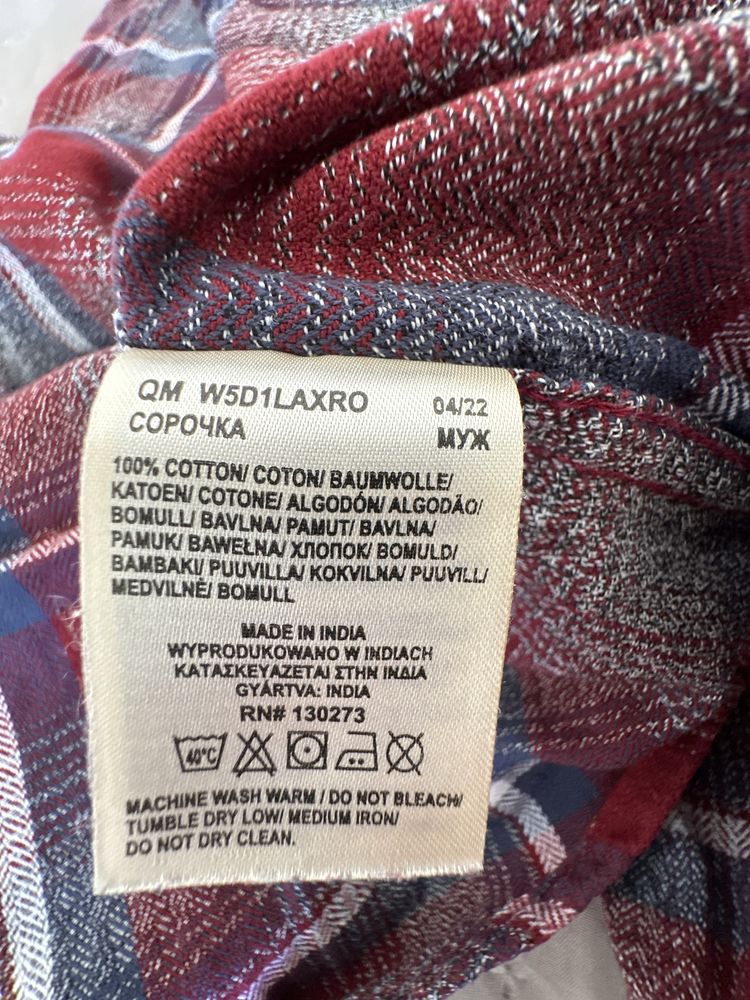 QM W5D1LAXRO 04/22
СОРОЧКА МУЖ
100% COTTON/ COTON/ BAUMWOLLE/
KATOEN/ COTONE/ ALGODÓN/ ALGODÃO/
BOMULL/ BAVLNA/ PAMUT/ BAVLNA/
PAMUK/ BAWEŁNA/ ХЛОПОК/ BOMULD/
BAMBAKI/ PUUVILLA/ KOKVILNA/ PUUVILL/
MEDVILNĖ/ BOMULL
MADE IN INDIA
WYPRODUKOWANO W INDIACH
ΚΑΤΑΣΚΕΥΑΖΕΤΑΙ ΣΤΗΝ ΙΝΔΙΑ
GYÁRTVA: INDIA
RN# 130273
40°C
MACHINE WASH WARM / DO NOT BLEACH/
TUMBLE DRY LOW/ MEDIUM IRON/
DO NOT DRY CLEAN.